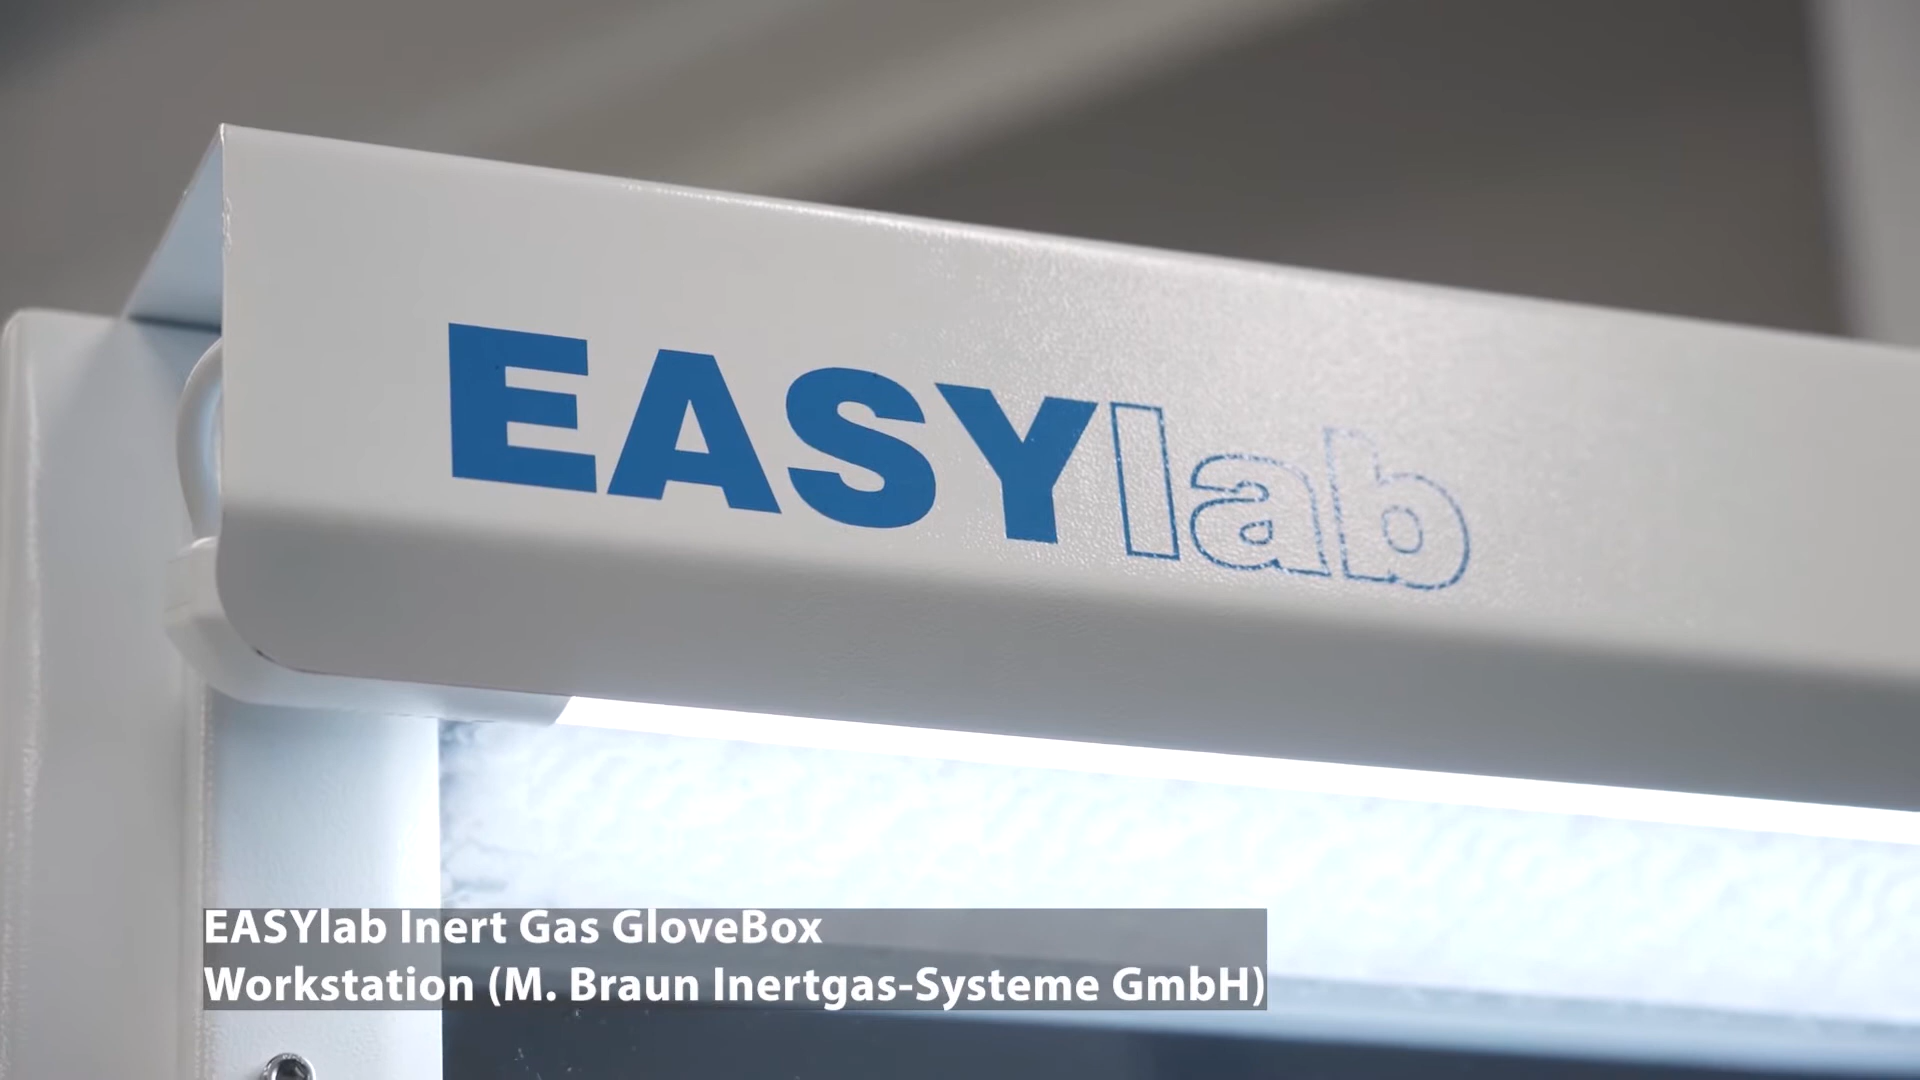 EASYlab
EASYlab Inert Gas GloveBox
Workstation (M. Braun Inertgas-Systeme GmbH)